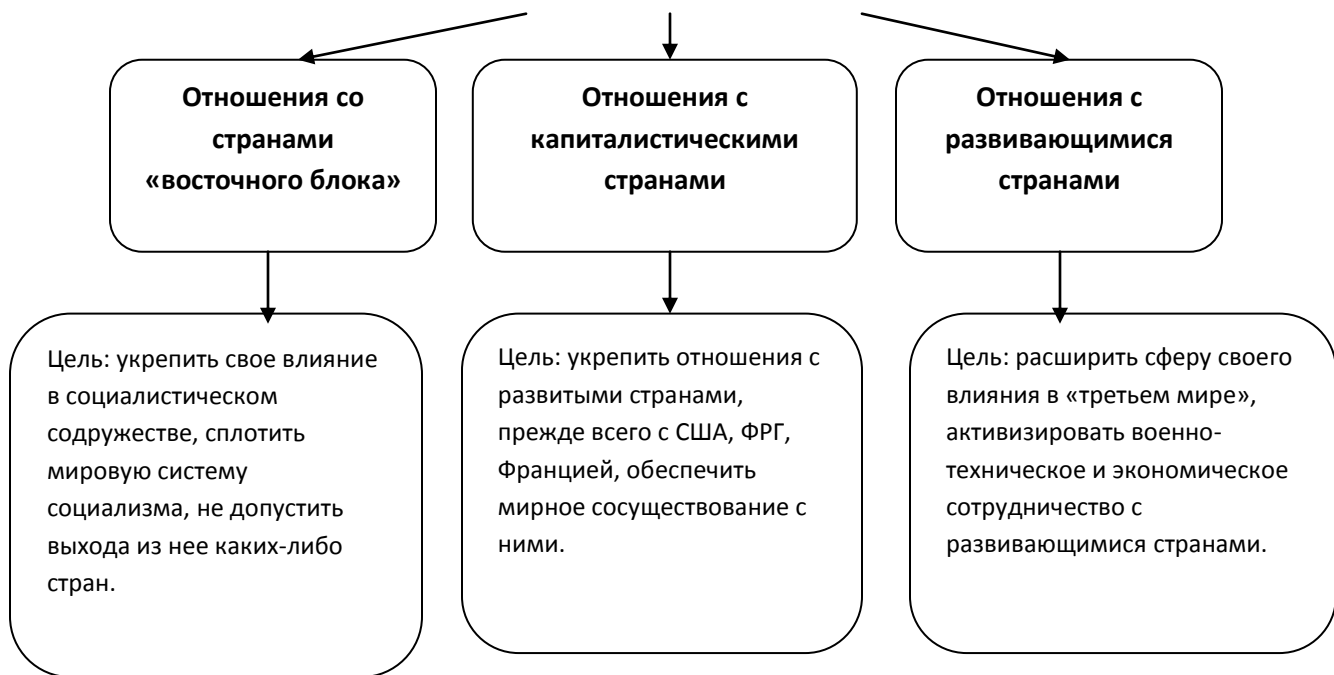 Отношения со
странами
«восточного блока»
Отношения с
капиталистическими
странами
Отношения с
развивающимися
странами
Цель: укрепить свое влияние
в социалистическом
содружестве, сплотить
мировую систему
социализма, не допустить
выхода из нее каких-либо
стран.
Цель: укрепить отношения с
развитыми странами,
прежде всего с США, ФРГ,
Францией, обеспечить
мирное сосуществование с
ними.
Цель: расширить сферу своего
влияния в «третьем мире»,
активизировать военно-
техническое и экономическое
сотрудничество с
развивающимися странами.